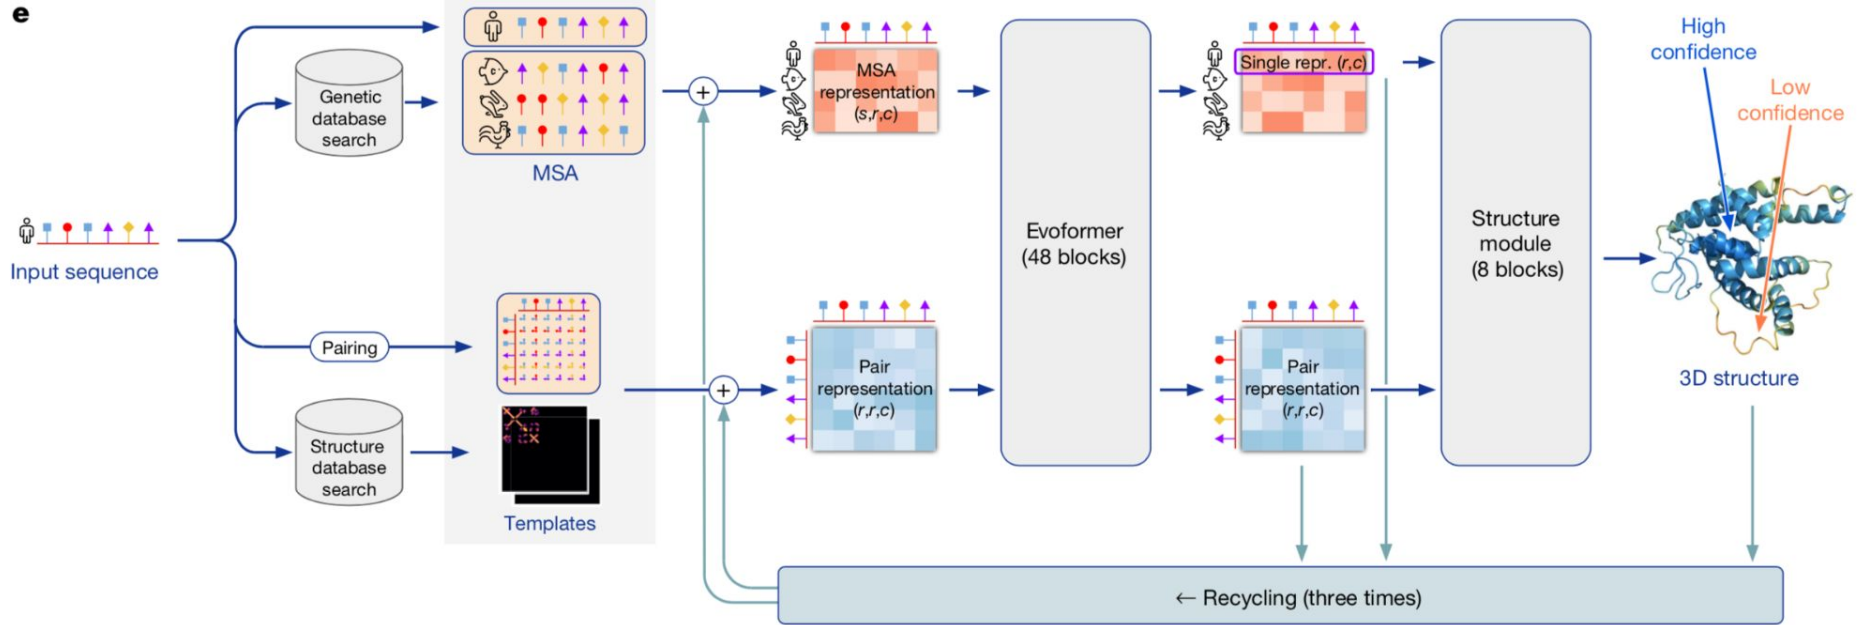 e
Input sequence
Genetic
database
search
MSA
Pairing
Structure
database
search
Templates
+
+
MSA
representation
(s,r,c)
Pair
representation
(r,r,c)
Evoformer
(48 blocks)
Single repr. (r,c)
Pair
representation
(r,r,c)
Structure
module
(8 blocks)
High
confidence
Low
confidence
3D structure
← Recycling (three times)